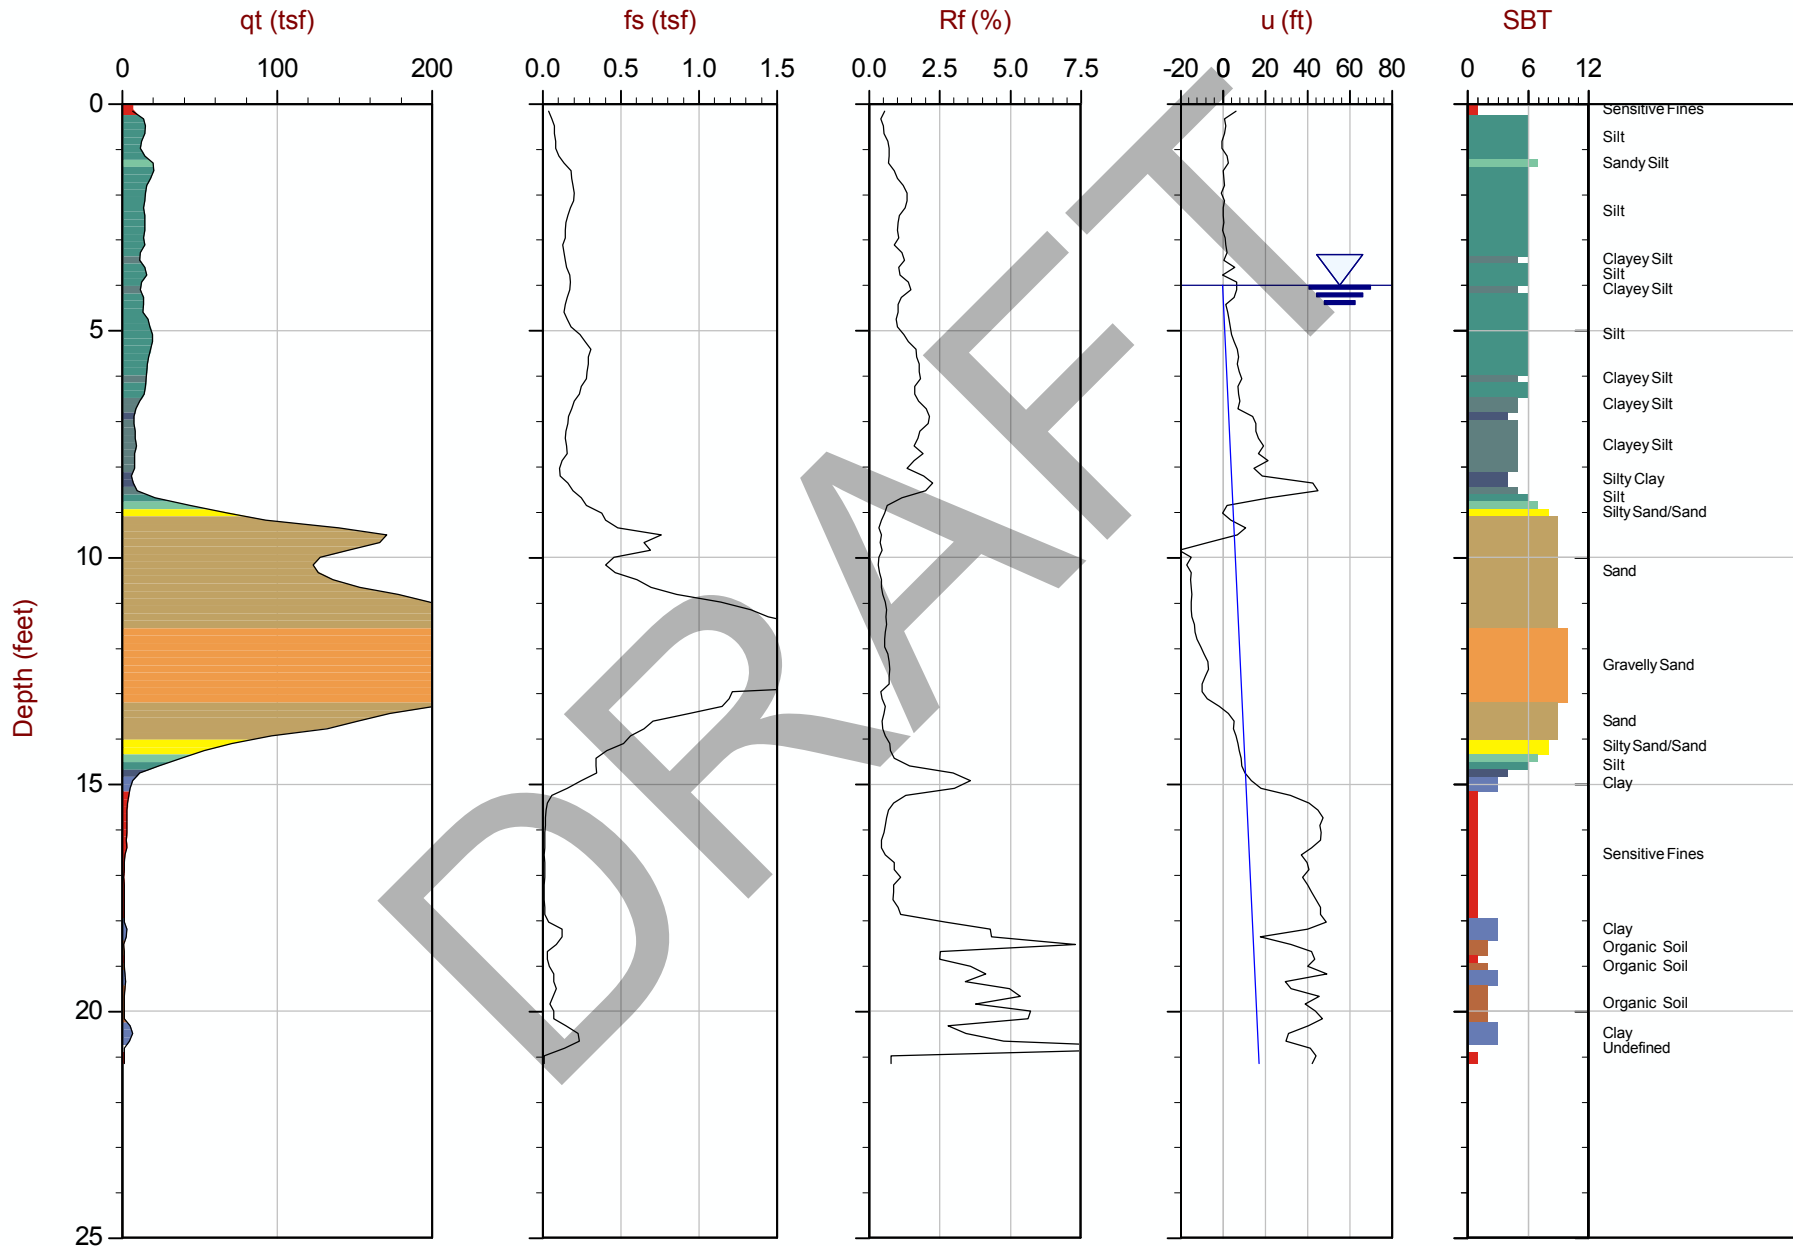 qt (tsf) fs (tsf) Rf (%) u (ft) SBT
0 100 200 0.0 0.5 1.0 1.5 0.0 2.5 5.0 7.5 -20 0 20 40 60 80 0 6 12
0
5
10
15
20
25
Depth (feet)
Sensitive Fines
Silt
Sandy Silt
Silt
Clayey Silt
Silt
Clayey Silt
Silt
Clayey Silt
Clayey Silt
Clayey Silt
Silty Clay
Silt
Silty Sand/Sand
Sand
Gravelly Sand
Sand
Silty Sand/Sand
Silt
Clay
Sensitive Fines
Clay
Organic Soil
Organic Soil
Organic Soil
Clay
Undefined
DRAFT